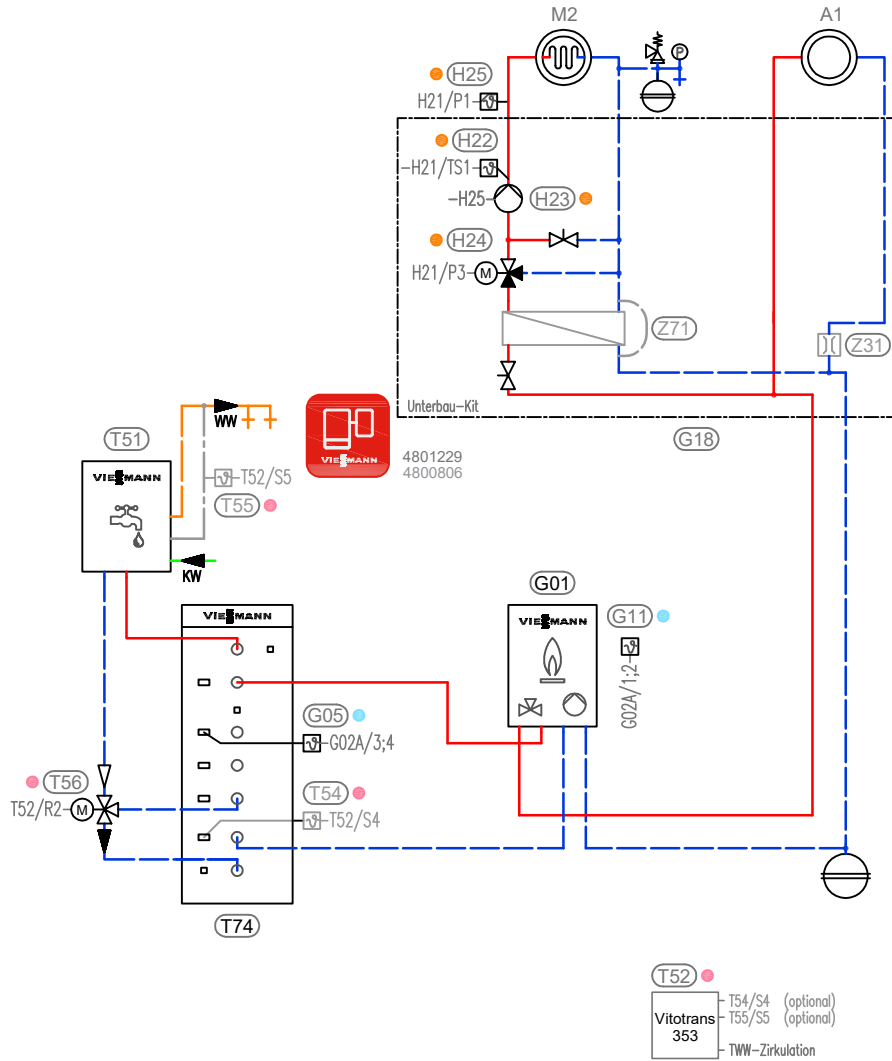 M2
A1
P
H25
H21/P1
H22
H21/TS1
H25
H23
H24
H21/P3
M
Z71
Z31
Unterbau-Kit
G18
WW
T51
VIESMANN
4801229
4800806
VIESMANN
T52/S5
T55
KW
G01
VIESMANN
VIESMANN
G11
G02A/1;2
G05
G02A/3;4
T56
T52/R2
M
T54
T52/S4
T74
T52
Vitotrans
353
T54/S4 (optional)
T55/S5 (optional)
TWW-Zirkulation